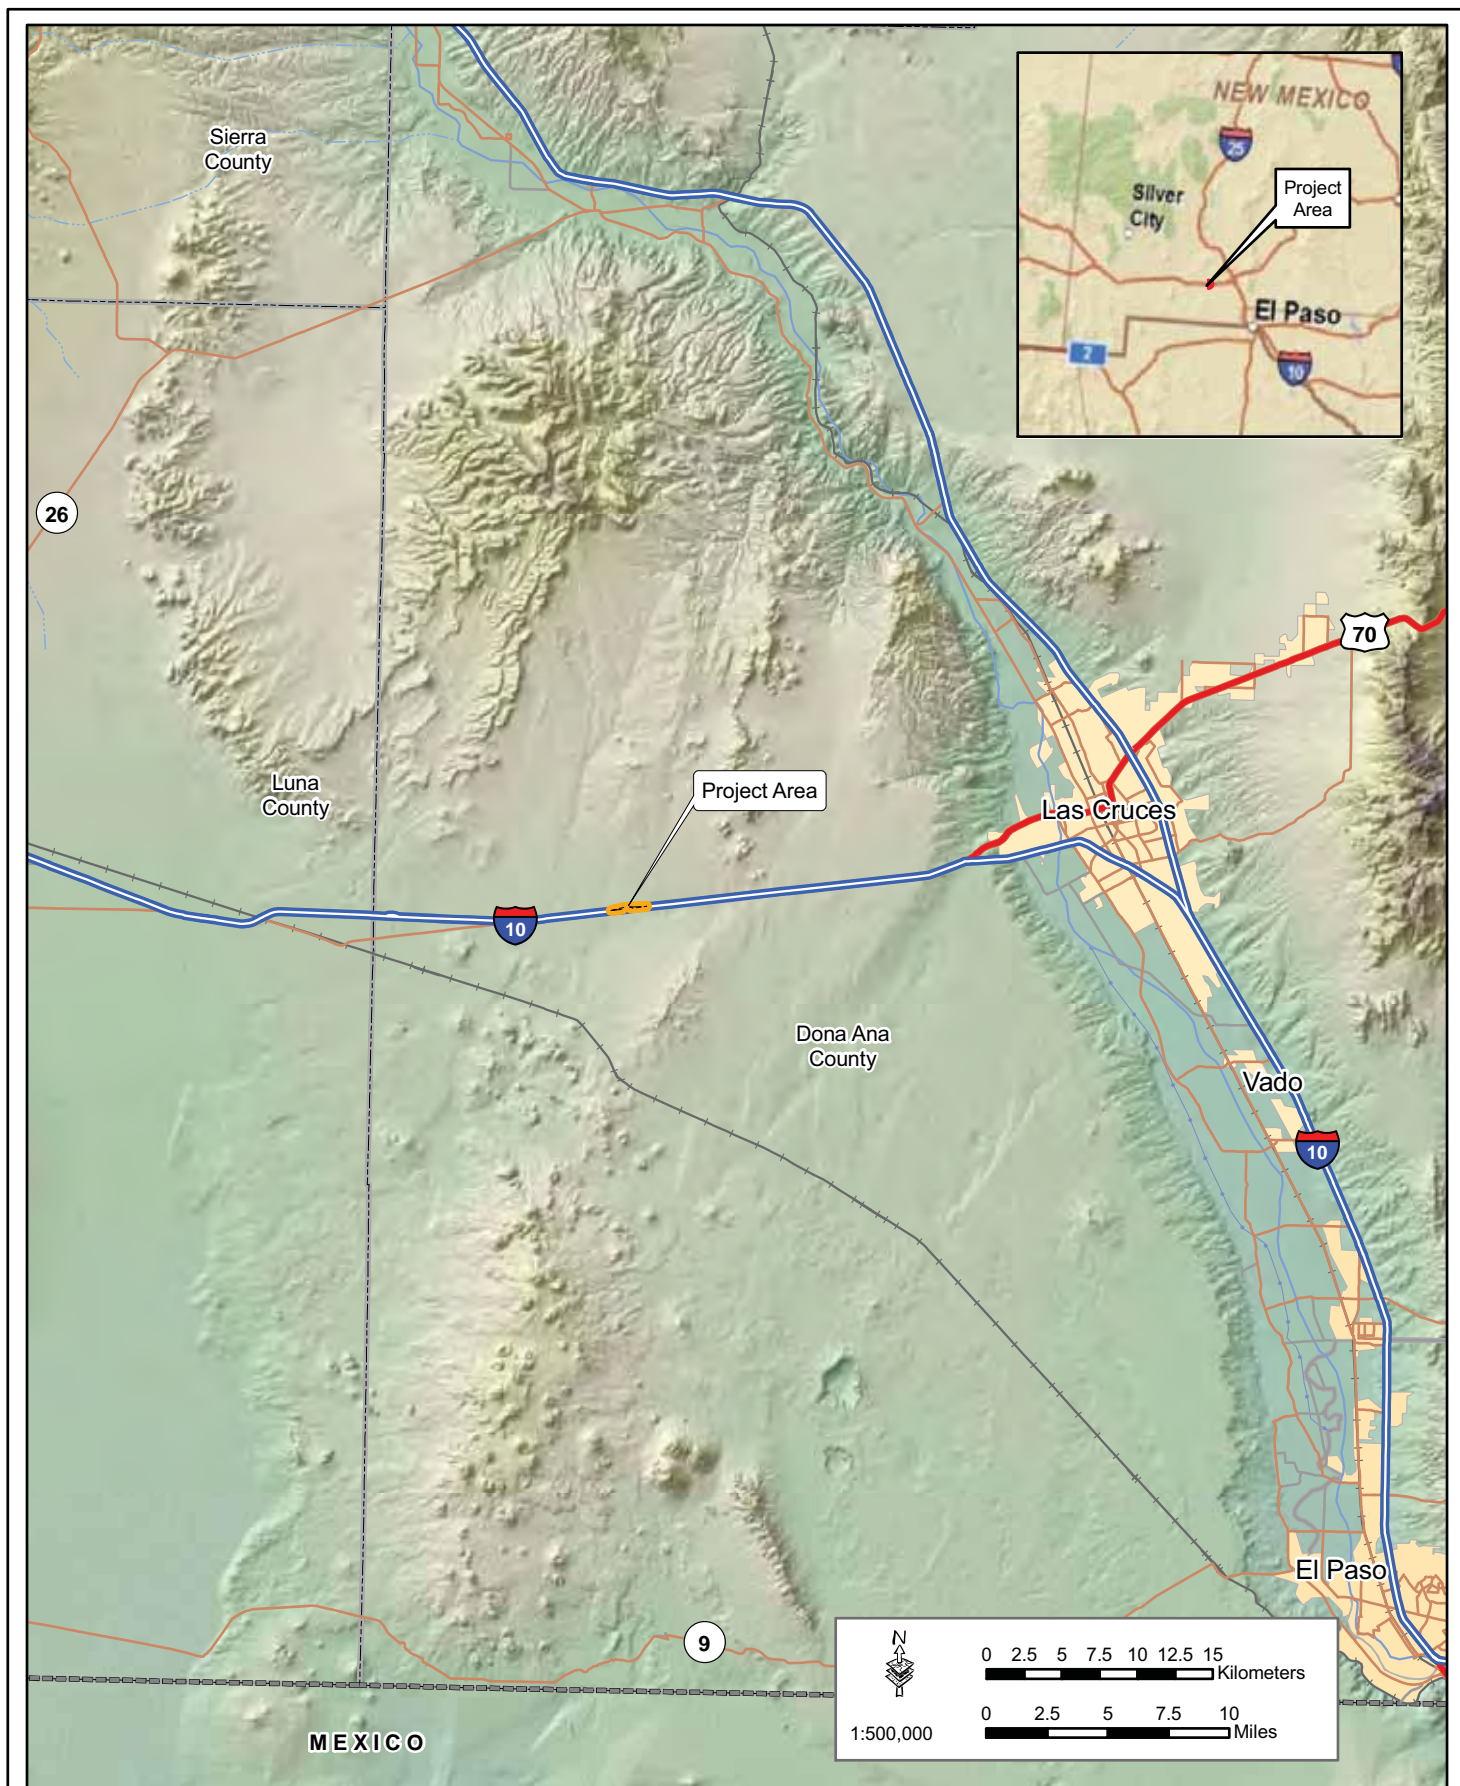 NEW MEXICO
25
Silver
City
Project
Area
El Paso
2
10
Sierra
County
26
70
Luna
County
Project Area
Las Cruces
10
Dona Ana
County
Vado
10
El Paso
9
N
0 2.5 5 7.5 10 12.5 15
Kilometers
0 2.5 5 7.5 10
Miles
1:500,000
MEXICO